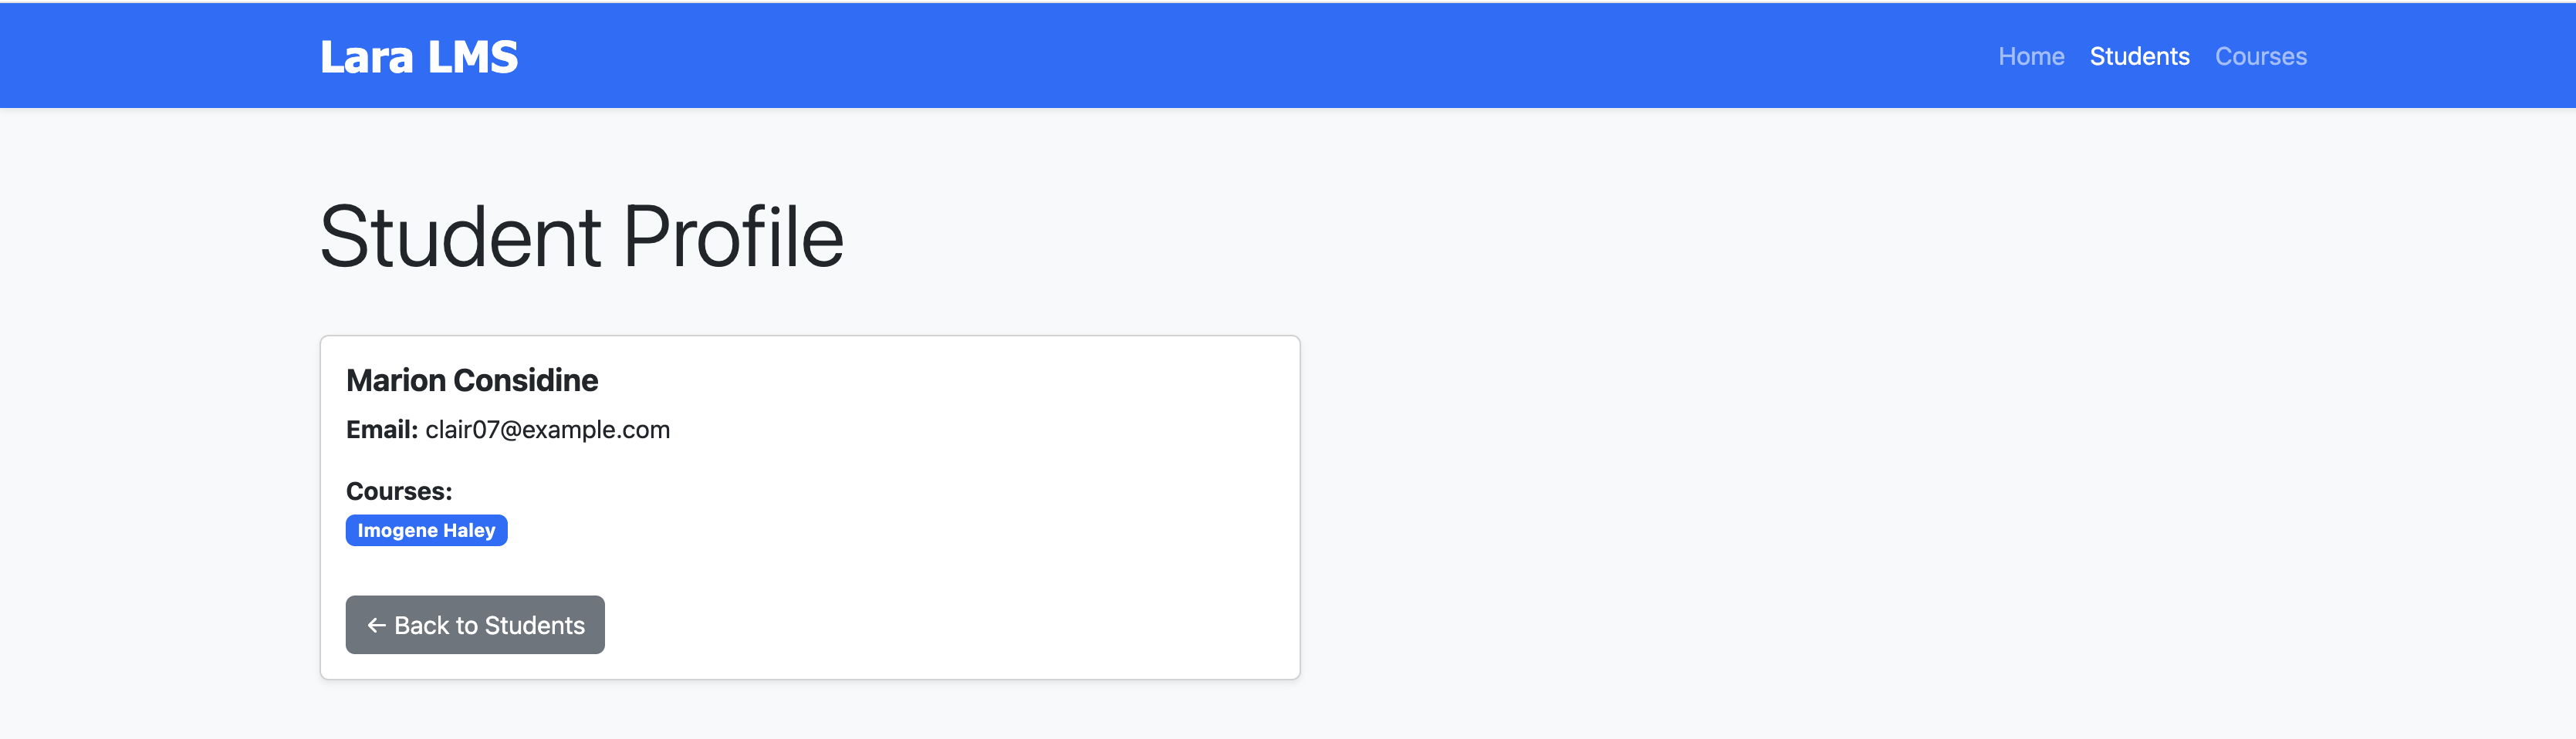 Lara LMS
Home Students Courses
Student Profile
Marion Considine
Email: clair07@example.com
Courses:
Imogene Haley
← Back to Students